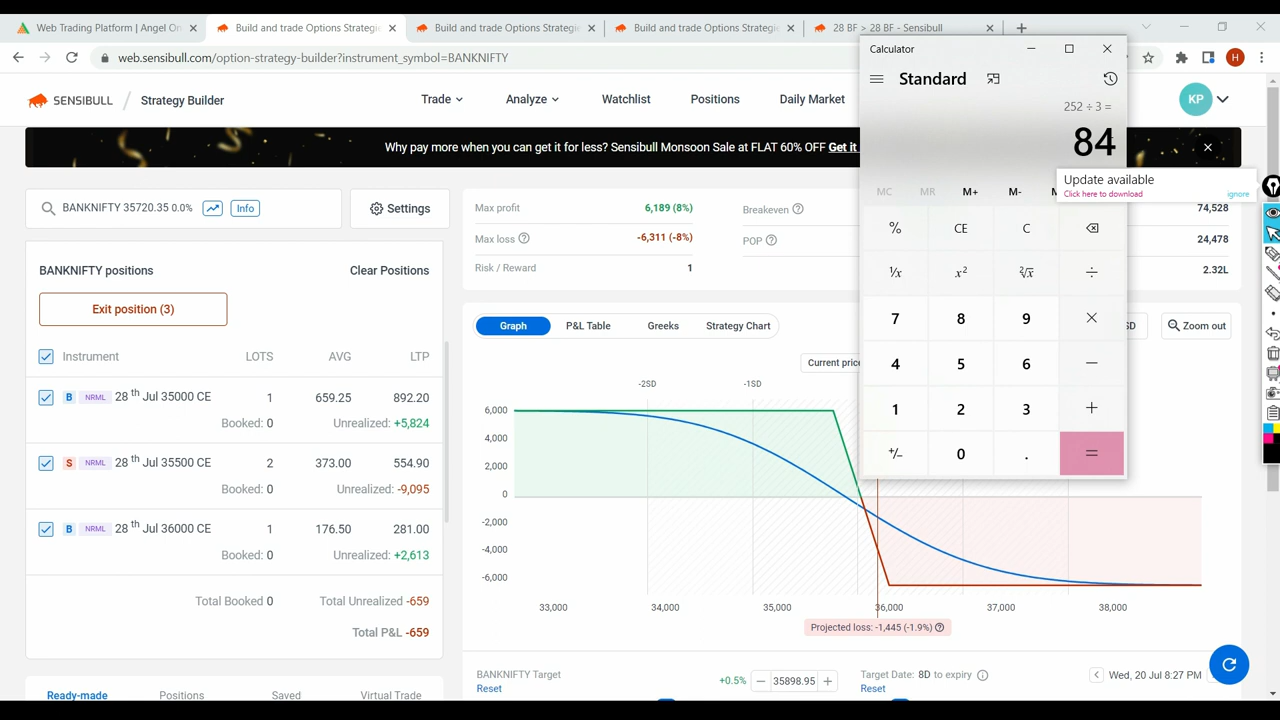 Web Trading Platform | Angel On
Build and trade Options Strategi
Build and trade Options Strategi
Build and trade Options Strategi
28 BF > 28 BF - Sensibull
web.sensibull.com/option-strategy-builder?instrument_symbol=BANKNIFTY
H
SENSIBULL / Strategy Builder
Trade
Analyze
Watchlist
Positions
Daily Market
KP
Why pay more when you can get it for less? Sensibull Monsoon Sale at FLAT 60% OFF Get it
BANKNIFTY 35720.35 0.0%
Info
Settings
BANKNIFTY positions
Clear Positions
Exit position (3)
Instrument LOTS AVG LTP
B NRML 28 th Jul 35000 CE 1 659.25 892.20
Booked: 0 Unrealized: +5,824
S NRML 28 th Jul 35500 CE 2 373.00 554.90
Booked: 0 Unrealized: -9,095
B NRML 28 th Jul 36000 CE 1 176.50 281.00
Booked: 0 Unrealized: +2,613
Total Booked 0 Total Unrealized -659
Total P&L -659
Ready-made
Positions
Saved
Virtual Trade
Max profit 6,189 (8%)
Max loss -6,311 (-8%)
Risk / Reward 1
Breakeven
POP
74,528
24,478
2.32L
Graph
P&L Table
Greeks
Strategy Chart
SD
Zoom out
Current price
-2SD
-1SD
6,000
4,000
2,000
0
-2,000
-4,000
-6,000
33,000 34,000 35,000 36,000 37,000 38,000
Projected loss: -1,445 (-1.9%)
BANKNIFTY Target
Reset
+0.5% — 35898.95 +
Target Date: 8D to expiry
Reset
Wed, 20 Jul 8:27 PM
Calculator
Standard
252 ÷ 3 =
84
MC MR M+ M- M
Update available
Click here to download
ignore
% CE C
¹/x x² ²√x ÷
7 8 9 ×
4 5 6 −
1 2 3 +
+/− 0 . =